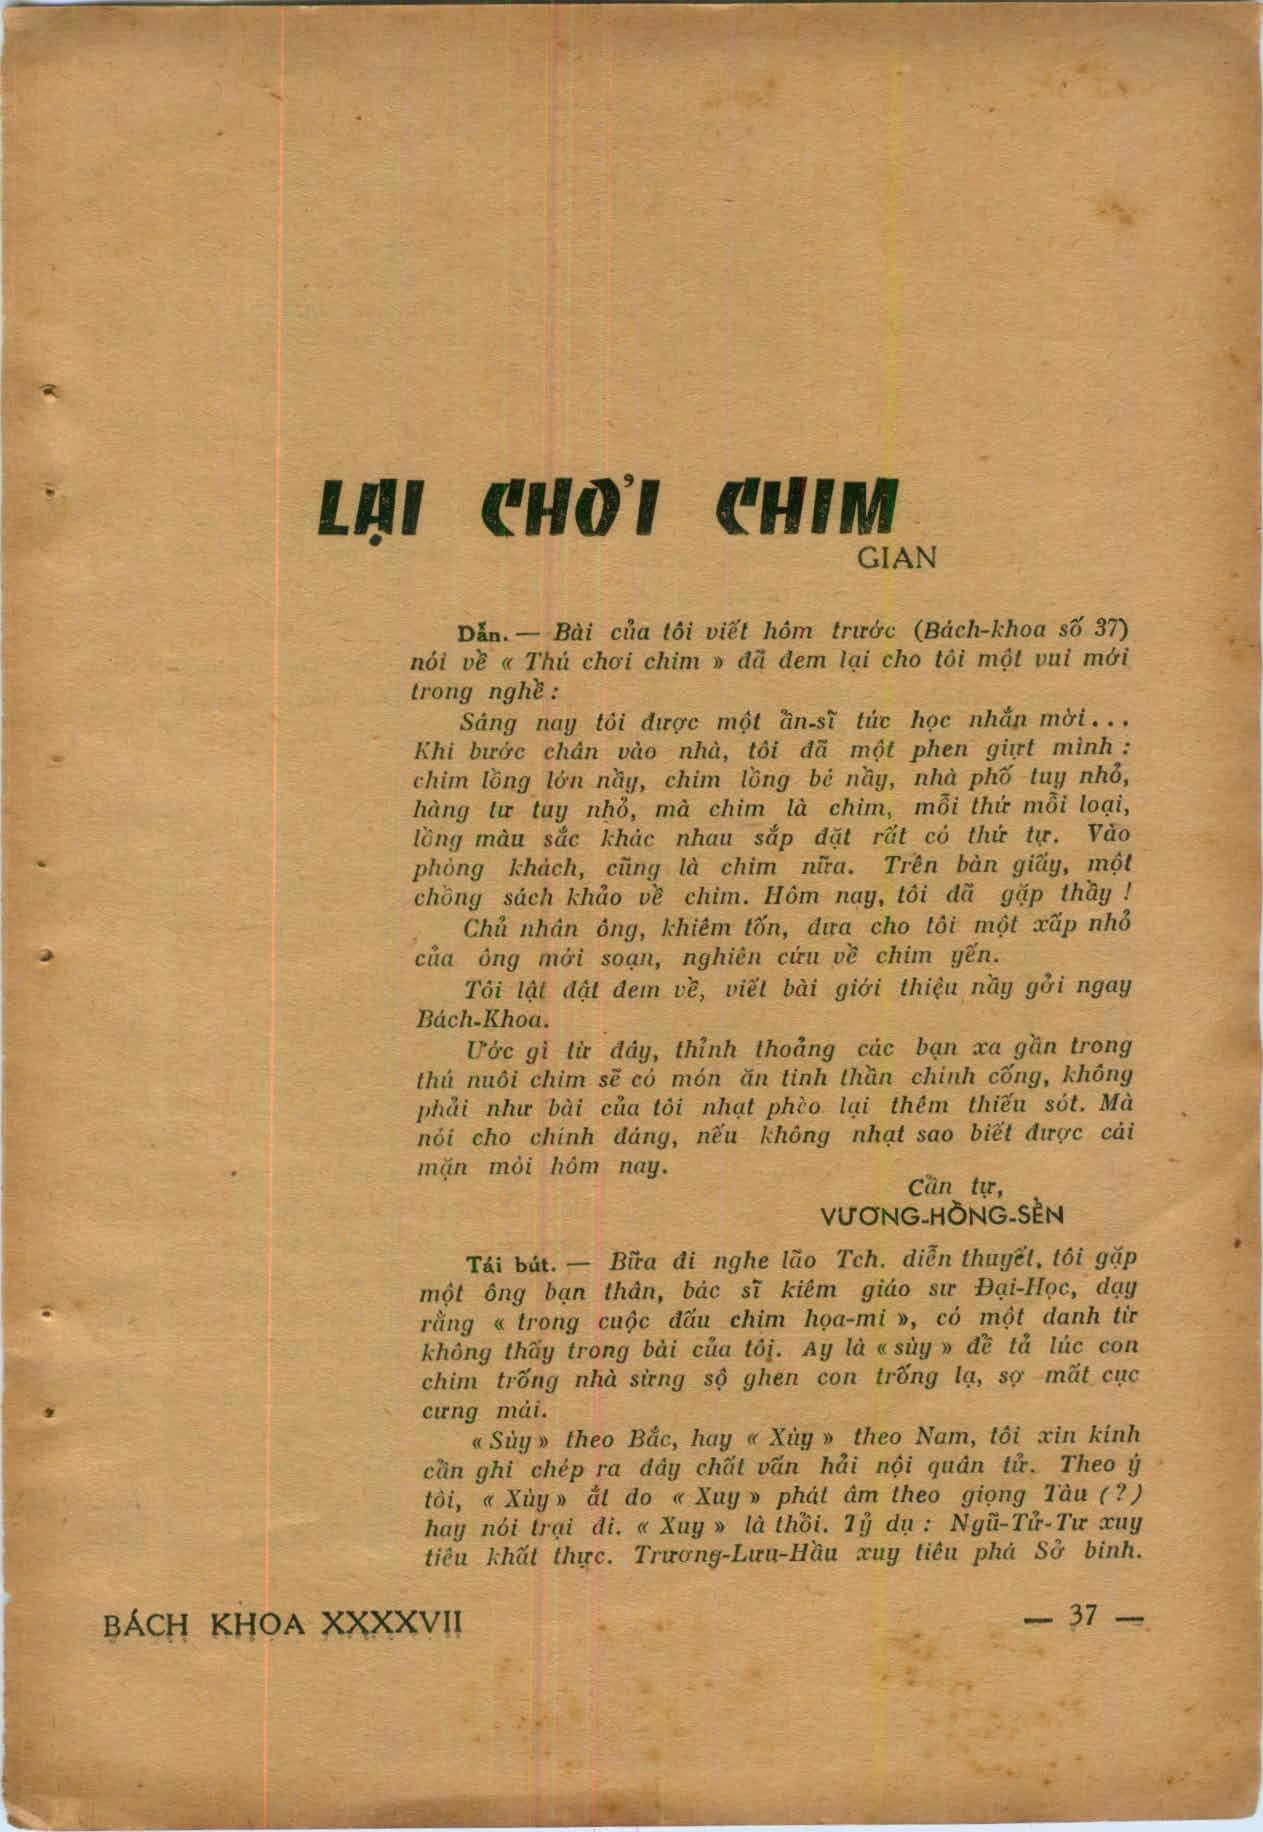 LẠI CHƠI CHIM
GIAN
Dẫn. — Bài của tôi viết hôm trước (Bách-khoa số 37)
nói về « Thú chơi chim » đã đem lại cho tôi một vui mới
trong nghề :
Sáng nay tôi được một ẩn-sĩ túc học nhắn mời...
Khi bước chân vào nhà, tôi đã một phen giựt mình :
chim lồng lớn nầy, chim lồng bé nầy, nhà phố tuy nhỏ,
hàng tư tuy nhỏ, mà chim là chim, mỗi thứ mỗi loại,
lồng màu sắc khác nhau sắp đặt rất có thứ tự. Vào
phòng khách, cũng là chim nữa. Trên bàn giấy, một
chồng sách khảo về chim. Hôm nay, tôi đã gặp thầy !
Chủ nhân ông, khiêm tốn, đưa cho tôi một xấp nhỏ
của ông mới soạn, nghiên cứu về chim yến.
Tôi lật đật đem về, viết bài giới thiệu nầy gởi ngay
Bách-Khoa.
Ước gì từ đây, thỉnh thoảng các bạn xa gần trong
thú nuôi chim sẽ có món ăn tinh thần chính cống, không
phải như bài của tôi nhạt phèo lại thêm thiếu sót. Mà
nói cho chính đáng, nếu không nhạt sao biết được cái
mặn mòi hôm nay.
Cẩn tự,
VƯƠNG-HỒNG-SỂN
Tái bút. — Bữa đi nghe lão Tch. diễn thuyết, tôi gặp
một ông bạn thân, bác sĩ kiêm giáo sư Đại-Học, dạy
rằng « trong cuộc đấu chim họa-mi », có một danh từ
không thấy trong bài của tôi. Ay là « sùy » để tả lúc con
chim trống nhà sừng sộ ghen con trống lạ, sợ mất cục
cưng mái.
« Sùy » theo Bắc, hay « Xùy » theo Nam, tôi xin kính
cẩn ghi chép ra đây chất vấn hải nội quân tử. Theo ý
tôi, « Xùy » ắt do « Xuy » phát âm theo giọng Tàu (?)
hay nói trại đi. « Xuy » là thồi. Tỷ dụ : Ngũ-Tử-Tư xuy
tiêu khất thực. Trương-Lưu-Hầu xuy tiêu phá Sở binh.
BÁCH KHOA XXXXVII
— 37 —